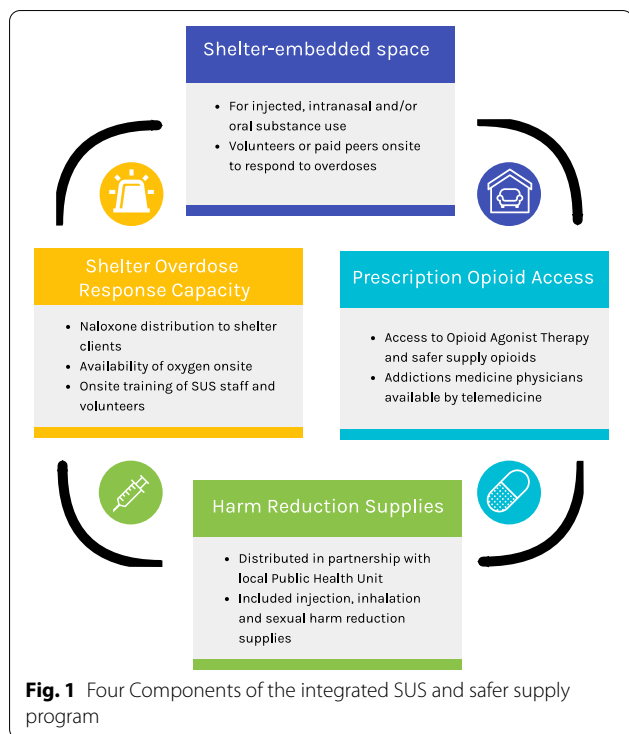 Shelter-embedded space
• For injected, intranasal and/or
oral substance use
• Volunteers or paid peers onsite
to respond to overdoses
Shelter Overdose
Response Capacity
• Naloxone distribution to shelter
clients
• Availability of oxygen onsite
• Onsite training of SUS staff and
volunteers
Prescription Opioid Access
• Access to Opioid Agonist Therapy
and safer supply opioids
• Addictions medicine physicians
available by telemedicine
Harm Reduction Supplies
• Distributed in partnership with
local Public Health Unit
• Included injection, inhalation
and sexual harm reduction
supplies
Fig. 1 Four Components of the integrated SUS and safer supply
program